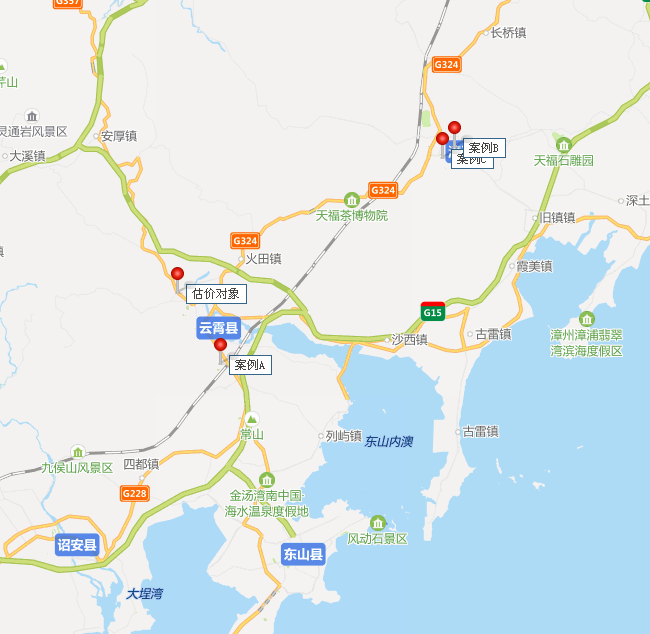 G357
长桥镇
G324
芹山
灵通岩风景区
安厚镇
大溪镇
案例B
案例C
天福石雕园
G324
天福茶博物院
深土
旧镇镇
G324
镇
火田镇
霞美镇
估价对象
G15
云霄县
沙西镇
古雷镇
漳州漳浦翡翠
湾滨海度假区
案例A
常山
列屿镇
东山内澳
古雷镇
九侯山风景区
四都镇
G228
金汤湾南中国
海水温泉度假地
风动石景区
诏安县
东山县
大埕湾